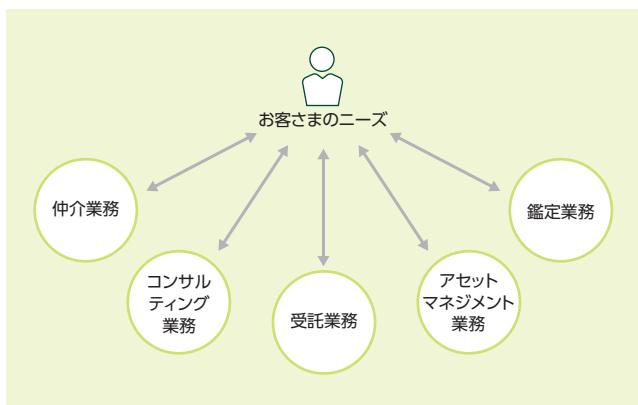 お客さまのニーズ
仲介業務
コンサル
ティング
業務
受託業務
アセット
マネジメント
業務
鑑定業務